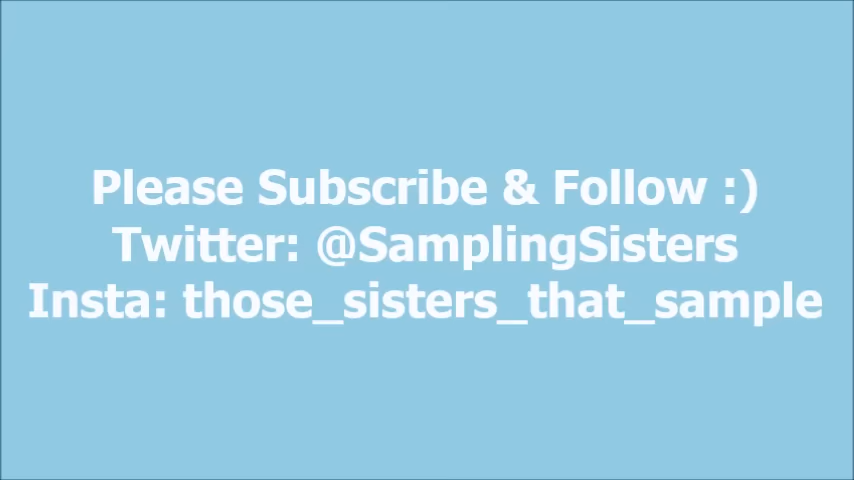 Please Subscribe & Follow :)
Twitter: @SamplingSisters
Insta: those_sisters_that_sample